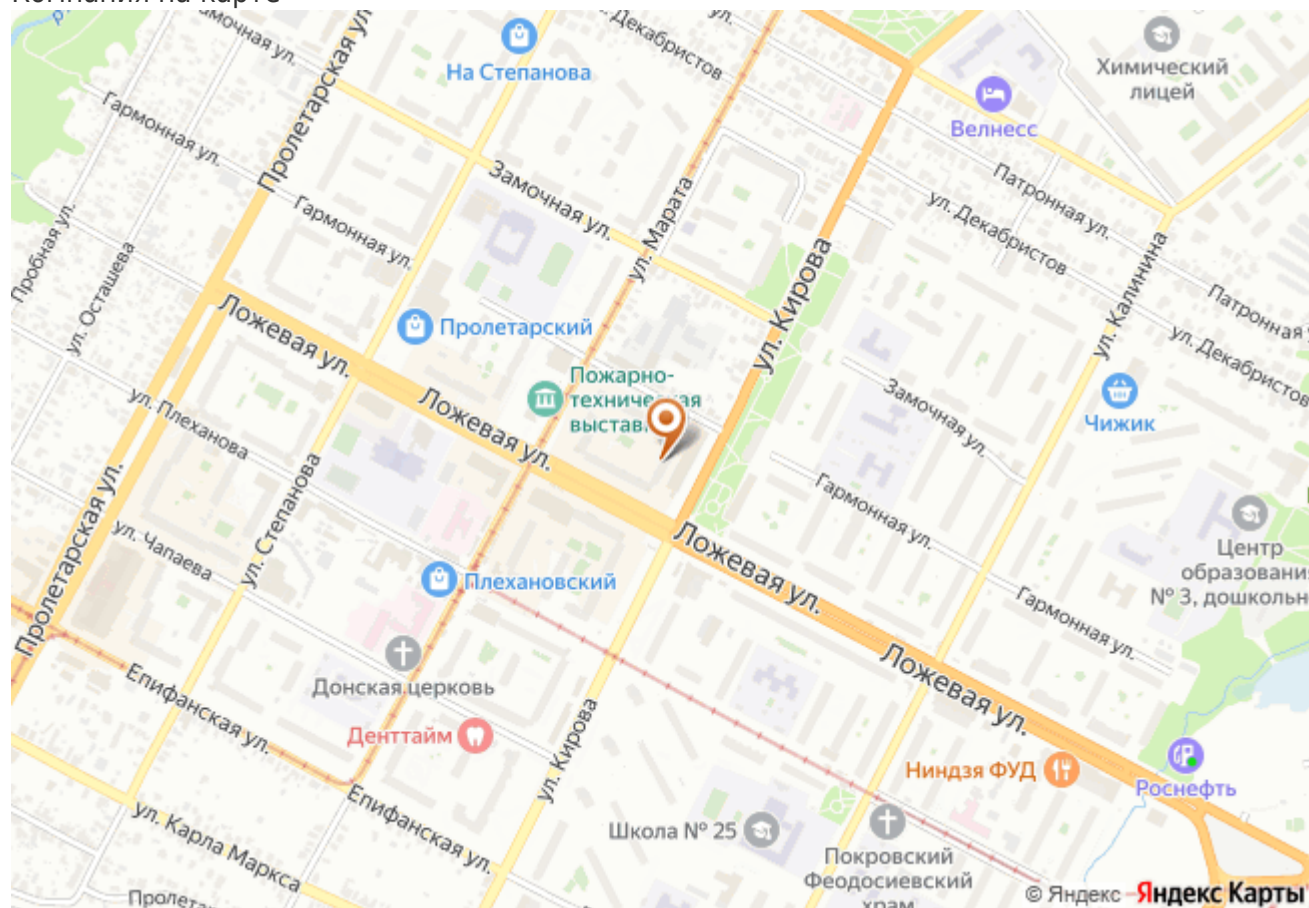 Компания на карте
На Степанова
Химический
лицей
Велнесс
Замочная ул.
Пролетарская ул.
ул. Декабристов
Гармонная ул.
Замочная ул.
Патронная ул.
ул. Марата
ул. Декабристов
Гармонная ул.
ул. Кирова
ул. Калинина
Пробная ул.
ул. Осташева
Патронная ул.
Ложевая ул.
Пролетарский
ул. Декабристов
Пожарно-
техническая
Замочная ул.
Чижик
ул. Плеханова
Ложевая ул.
Гармонная ул.
Пролетарская ул.
ул. Степанова
ул. Чапаева
Плехановский
Ложевая ул.
Центр
образования
№ 3, дошкольн
Гармонная ул.
Донская церковь
Епифанская ул.
Денттайм
ул. Кирова
Ложевая ул.
Ниндзя ФУД
Роснефть
Епифанская ул.
ул. Карла Маркса
Школа № 25
Покровский
Феодосиевский
храм
© Яндекс
Яндекс Карты